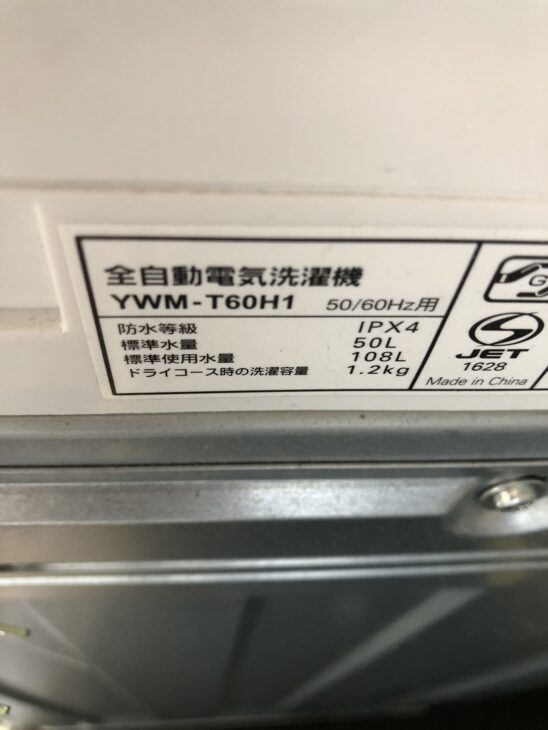 全自動電気洗濯機
YWM-T60H1 50/60Hz用
防水等級 IPX4
標準水量 50L
標準使用水量 108L
ドライコース時の洗濯容量 1.2kg
G
JET
1628
Made in China